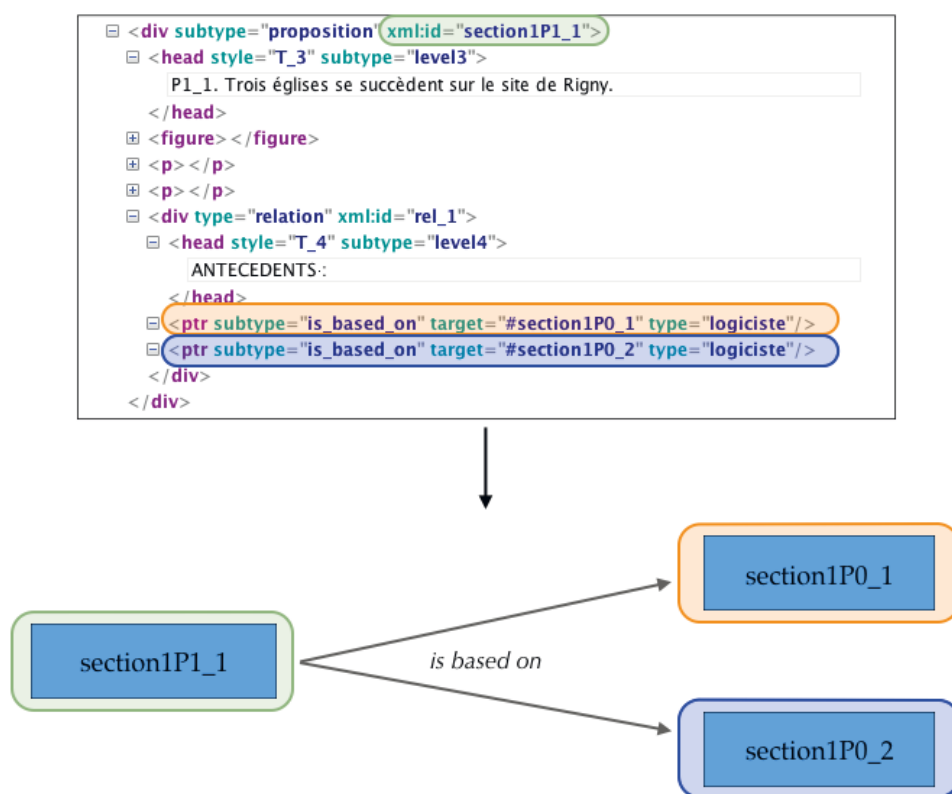 <div subtype="proposition" xml:id="section1P1_1">
<head style="T_3" subtype="level3">
P1_1. Trois églises se succèdent sur le site de Rigny.
</head>
<figure></figure>
<p></p>
<p></p>
<div type="relation" xml:id="rel_1">
<head style="T_4" subtype="level4">
ANTECEDENTS·:
</head>
<ptr subtype="is_based_on" target="#section1P0_1" type="logiciste"/>
<ptr subtype="is_based_on" target="#section1P0_2" type="logiciste"/>
</div>
</div>
section1P0_1
section1P1_1
is based on
section1P0_2